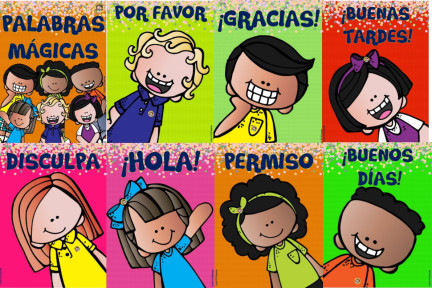 PALABRAS
MÁGICAS
POR FAVOR
¡GRACIAS!
¡BUENAS
TARDES!
DISCULPA
¡HOLA!
PERMISO
¡BUENOS
DÍAS!